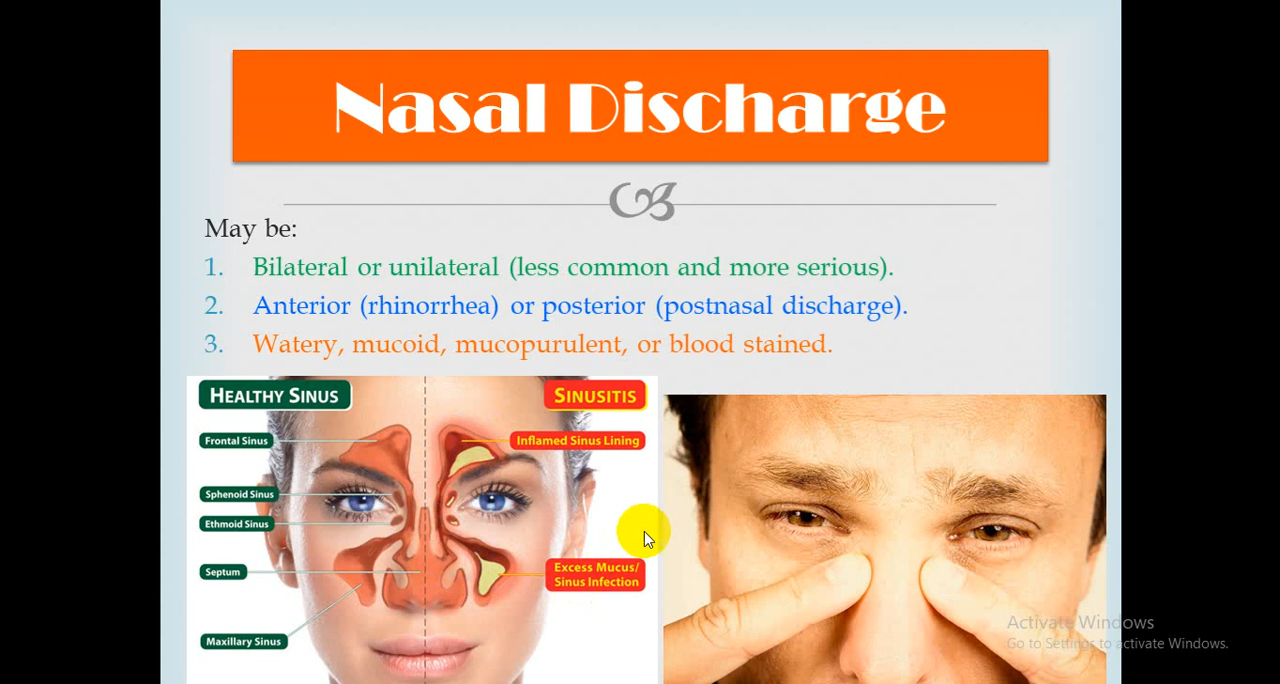 Nasal Discharge
May be:
1. Bilateral or unilateral (less common and more serious).
2. Anterior (rhinorrhea) or posterior (postnasal discharge).
3. Watery, mucoid, mucopurulent, or blood stained.
HEALTHY SINUS
SINUSITIS
Frontal Sinus
Inflamed Sinus Lining
Sphenoid Sinus
Ethmoid Sinus
Septum
Excess Mucus/
Sinus Infection
Maxillary Sinus
Activate Windows
Go to Settings to activate Windows.